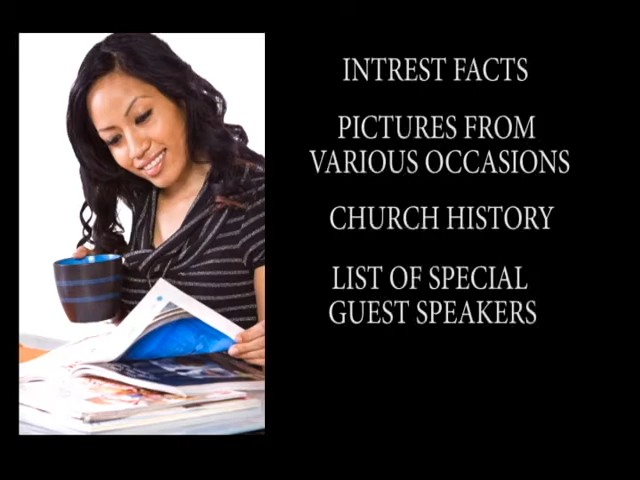 INTREST FACTS
PICTURES FROM
VARIOUS OCCASIONS
CHURCH HISTORY
LIST OF SPECIAL
GUEST SPEAKERS